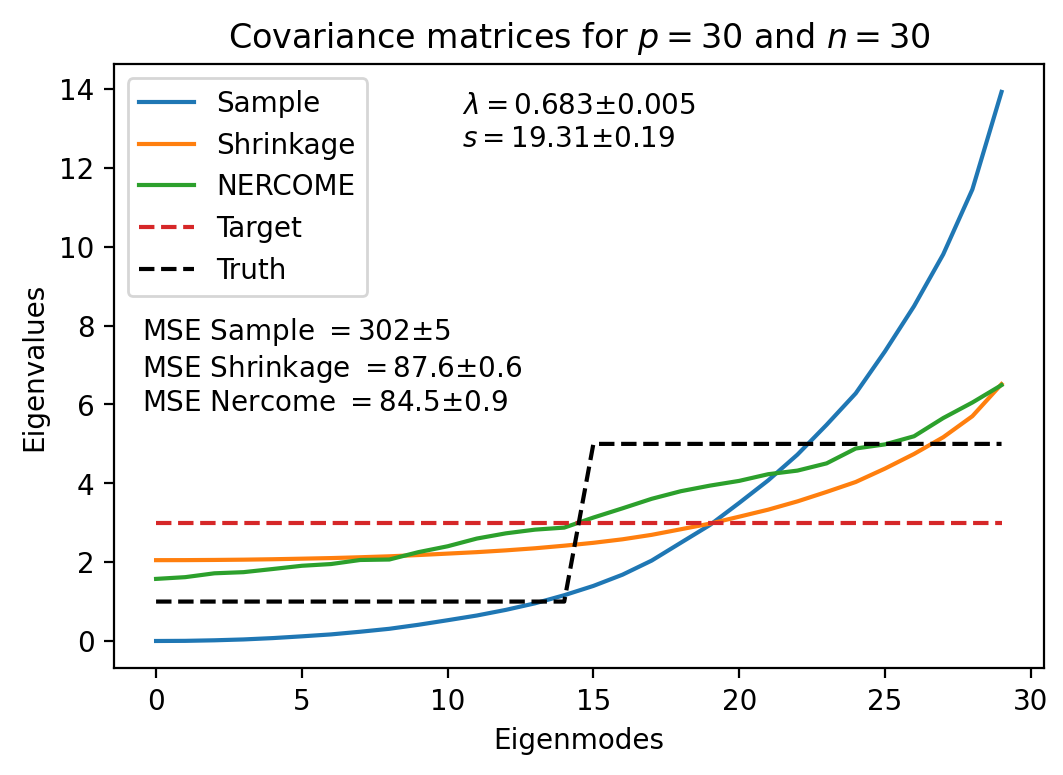 Covariance matrices for p = 30 and n = 30
Sample
Shrinkage
NERCOME
Target
Truth
λ = 0.683±0.005
s = 19.31±0.19
MSE Sample = 302±5
MSE Shrinkage = 87.6±0.6
MSE Nercome = 84.5±0.9
Eigenvalues
14
12
10
8
6
4
2
0
0 5 10 15 20 25 30
Eigenmodes